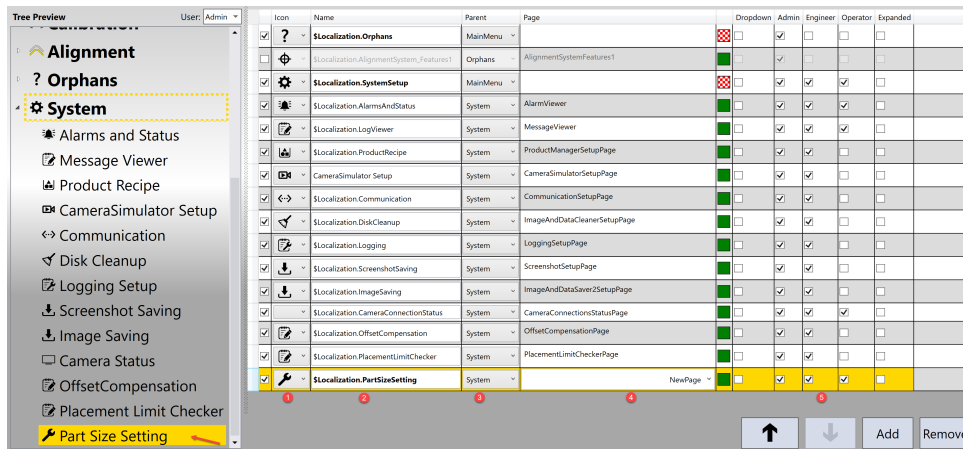 Tree Preview User: Admin
Calibration
Alignment
? Orphans
System
Alarms and Status
Message Viewer
Product Recipe
CameraSimulator Setup
Communication
Disk Cleanup
Logging Setup
Screenshot Saving
Image Saving
Camera Status
OffsetCompensation
Placement Limit Checker
Part Size Setting
Icon Name Parent Page Dropdown Admin Engineer Operator Expanded
? $Localization.Orphans MainMenu
$Localization.AlignmentSystem_Features1 Orphans AlignmentSystemFeatures1
$Localization.SystemSetup MainMenu
$Localization.AlarmsAndStatus System AlarmViewer
$Localization.LogViewer System MessageViewer
$Localization.ProductRecipe System ProductManagerSetupPage
CameraSimulator Setup System CameraSimulatorSetupPage
$Localization.Communication System CommunicationSetupPage
$Localization.DiskCleanup System ImageAndDataCleanerSetupPage
$Localization.Logging System LoggingSetupPage
$Localization.ScreenshotSaving System ScreenshotSetupPage
$Localization.ImageSaving System ImageAndDataSaver2SetupPage
$Localization.CameraConnectionStatus System CameraConnectionsStatusPage
$Localization.OffsetCompensation System OffsetCompensationPage
$Localization.PlacementLimitChecker System PlacementLimitCheckerPage
$Localization.PartSizeSetting System NewPage
1 2 3 4 5
Add Remove